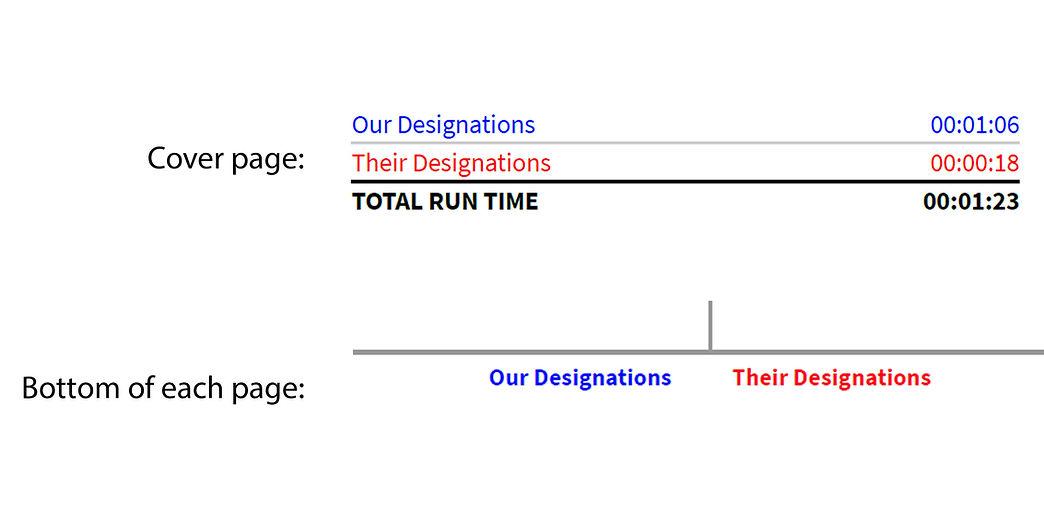 Our Designations 00:01:06
Cover page:
Their Designations 00:00:18
TOTAL RUN TIME 00:01:23
Our Designations Their Designations
Bottom of each page: